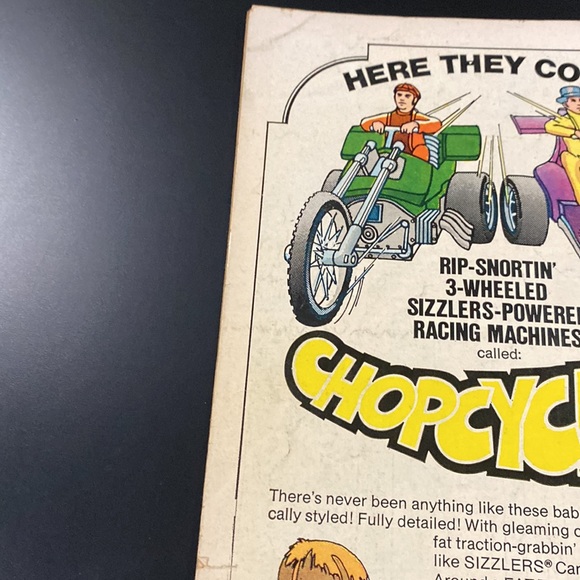 HERE THEY CO
RIP-SNORTIN'
3-WHEELED
SIZZLERS-POWERE
RACING MACHINES
called:
CHOPCYC
There's never been anything like these bab
cally styled! Fully detailed! With gleaming c
fat traction-grabbin'
like SIZZLERS® Car